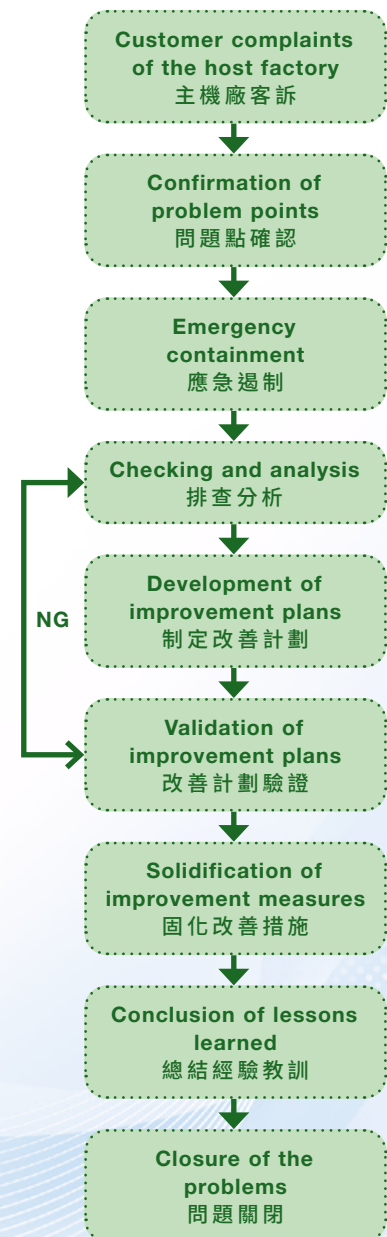 Customer complaints
of the host factory
主機廠客訴
Confirmation of
problem points
問題點確認
Emergency
containment
應急遏制
Checking and analysis
排查分析
Development of
improvement plans
制定改善計劃
NG
Validation of
improvement plans
改善計劃驗證
Solidification of
improvement measures
固化改善措施
Conclusion of lessons
learned
總結經驗教訓
Closure of the
problems
問題關閉